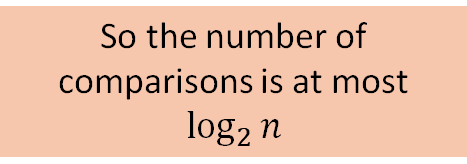 So the number of
comparisons is at most
log₂ n